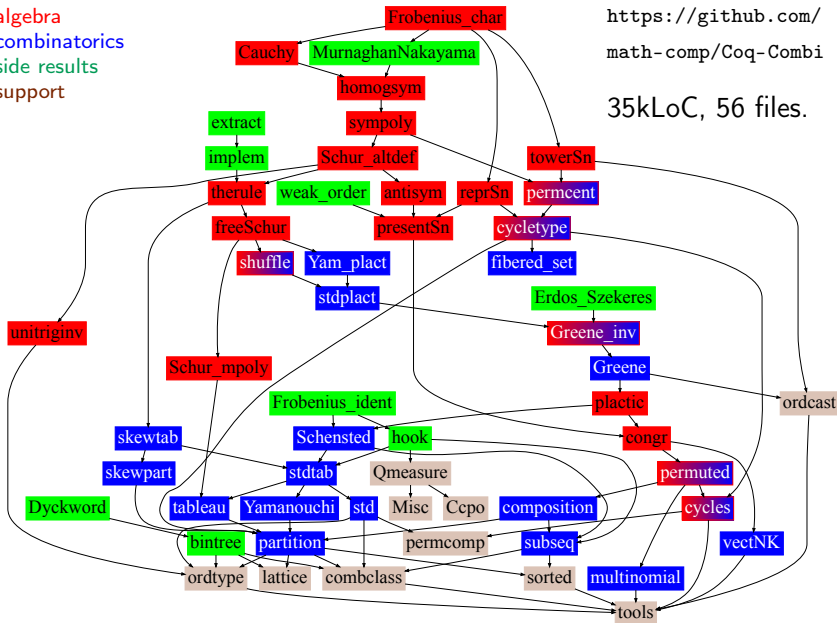 algebra
combinatorics
side results
support
https://github.com/
math-comp/Coq-Combi
35kLoC, 56 files.
Frobenius_char
Cauchy
MurnaghanNakayama
homogsym
extract
sympoly
implem
Schur_altdef
towerSn
therule
weak_order
antisym
reprSn
permcent
freeSchur
presentSn
cycletype
shuffle
Yam_plact
fibered_set
stdplact
Erdos_Szekeres
unitriginv
Greene_inv
Schur_mpoly
Greene
Frobenius_ident
plactic
ordcast
skewtab
Schensted
hook
congr
skewpart
stdtab
Qmeasure
permuted
Dyckword
tableau
Yamanouchi
std
Misc
Ccpo
composition
cycles
bintree
partition
permcomp
subseq
vectNK
ordtype
lattice
combclass
sorted
multinomial
tools